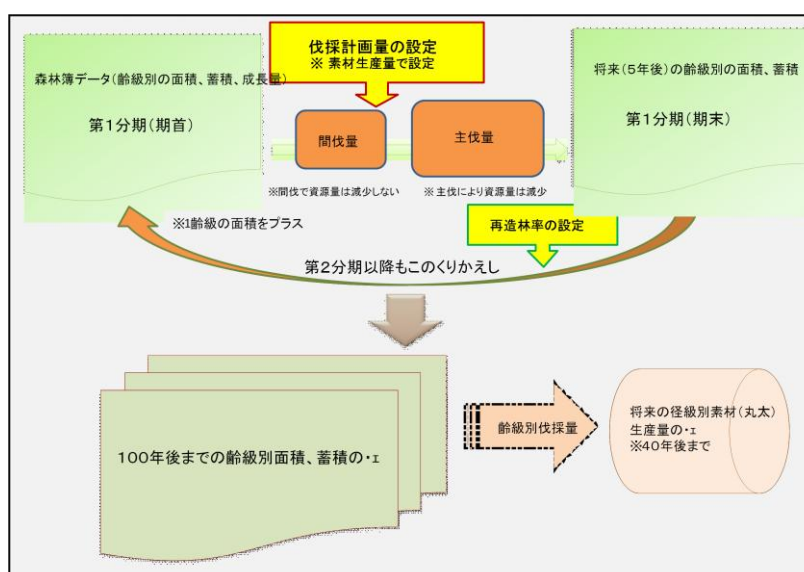 伐採計画量の設定
※ 素材生産量で設定
森林簿データ(齢級別の面積、蓄積、成長量)
第1分期(期首)
間伐量
主伐量
将来(5年後)の齢級別の面積、蓄積
第1分期(期末)
※間伐で資源量は減少しない
※ 主伐により資源量は減少
※1齢級の面積をプラス
再造林率の設定
第2分期以降もこのくりかえし
100年後までの齢級別面積、蓄積の・ェ
齢級別伐採量
将来の径級別素材(丸太)
生産量の・ェ
※40年後まで